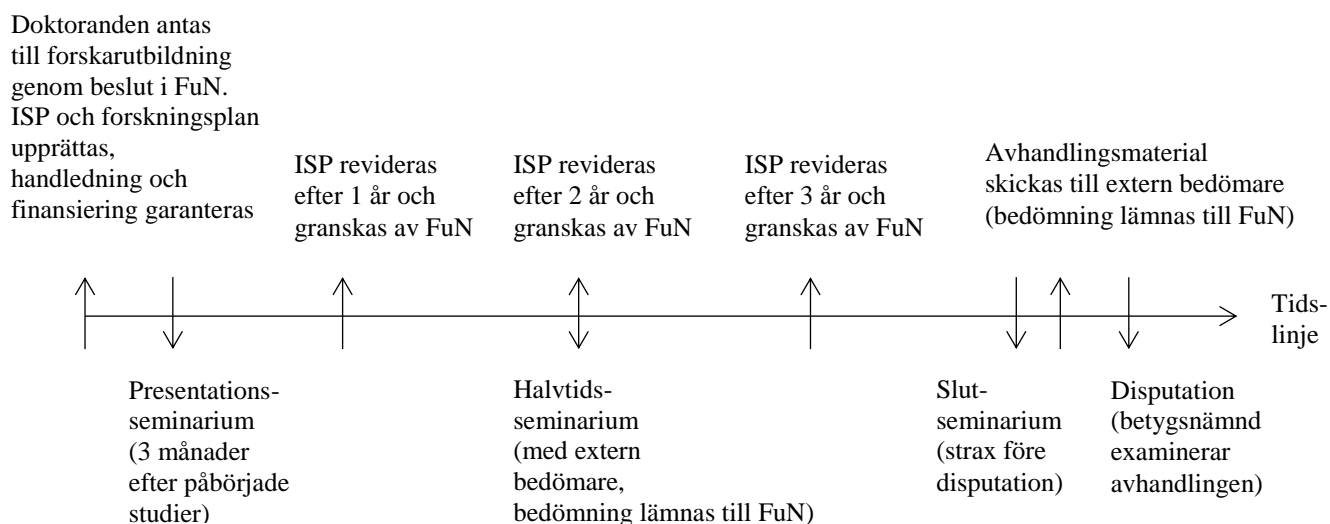 Doktoranden antas
till forskarutbildning
genom beslut i FuN.
ISP och forskningsplan
upprättas,
handledning och
finansiering garanteras
ISP revideras
efter 1 år och
granskas av FuN
ISP revideras
efter 2 år och
granskas av FuN
ISP revideras
efter 3 år och
granskas av FuN
Avhandlingsmaterial
skickas till extern bedömare
(bedömning lämnas till FuN)
Tids-
linje
Presentations-
seminarium
(3 månader
efter påbörjade
studier)
Halvtids-
seminarium
(med extern
bedömare,
bedömning lämnas till FuN)
Slut-
seminarium
(strax före
disputation)
Disputation
(betygsnämnd
examinerar
avhandlingen)